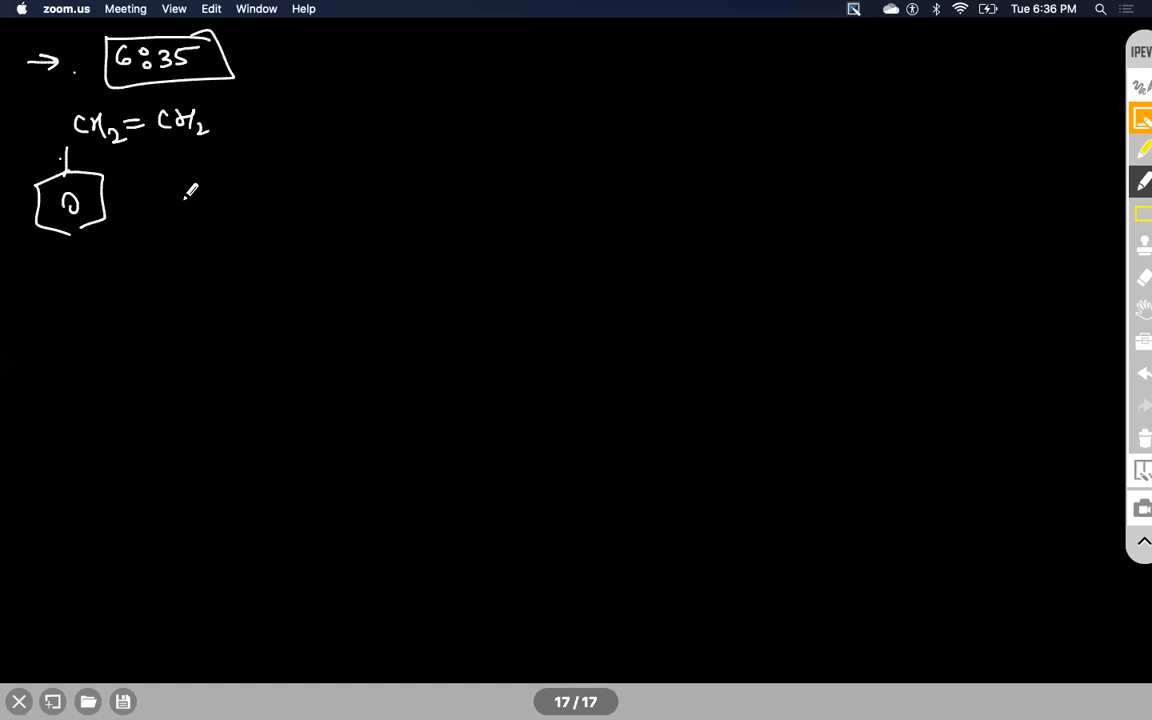 zoom.us Meeting View Edit Window Help Tue 6:36 PM
→ . 6:35
CH2 = CH2
17/17